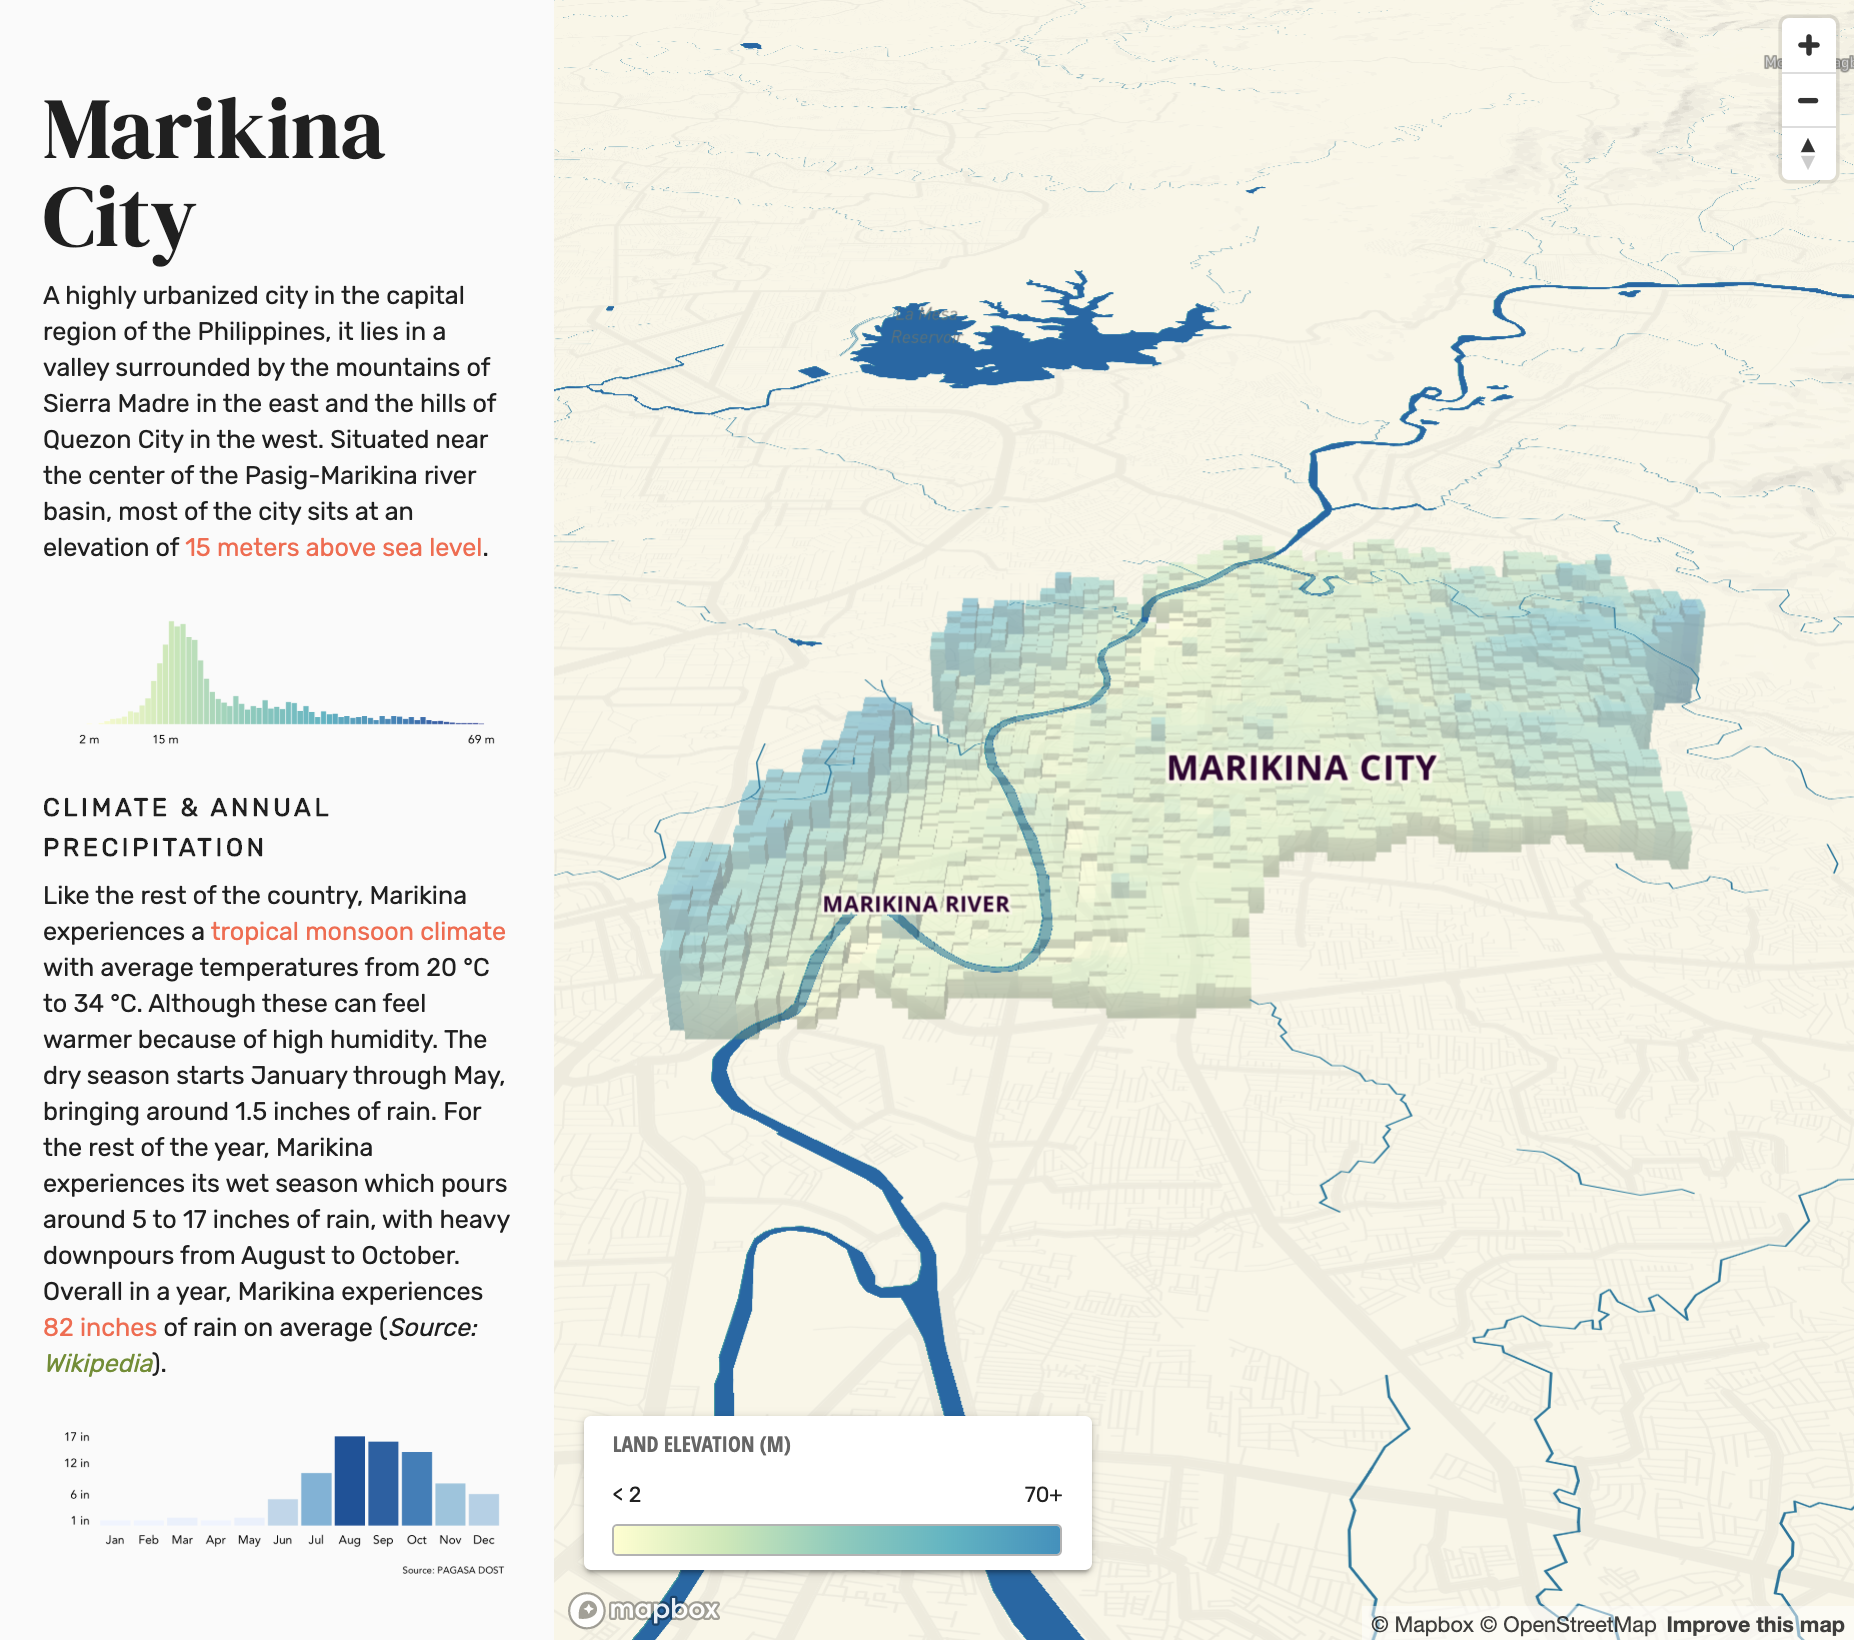 Marikina
City
A highly urbanized city in the capital
region of the Philippines, it lies in a
valley surrounded by the mountains of
Sierra Madre in the east and the hills of
Quezon City in the west. Situated near
the center of the Pasig-Marikina river
basin, most of the city sits at an
elevation of 15 meters above sea level.
2 m 15 m 69 m
CLIMATE & ANNUAL
PRECIPITATION
Like the rest of the country, Marikina
experiences a tropical monsoon climate
with average temperatures from 20 °C
to 34 °C. Although these can feel
warmer because of high humidity. The
dry season starts January through May,
bringing around 1.5 inches of rain. For
the rest of the year, Marikina
experiences its wet season which pours
around 5 to 17 inches of rain, with heavy
downpours from August to October.
Overall in a year, Marikina experiences
82 inches of rain on average (Source:
Wikipedia).
17 in
12 in
6 in
1 in
Jan Feb Mar Apr May Jun Jul Aug Sep Oct Nov Dec
Source: PAGASA DOST
La Mesa
Reservoir
MARIKINA CITY
MARIKINA RIVER
LAND ELEVATION (M)
< 2 70+
mapbox
© Mapbox © OpenStreetMap Improve this map